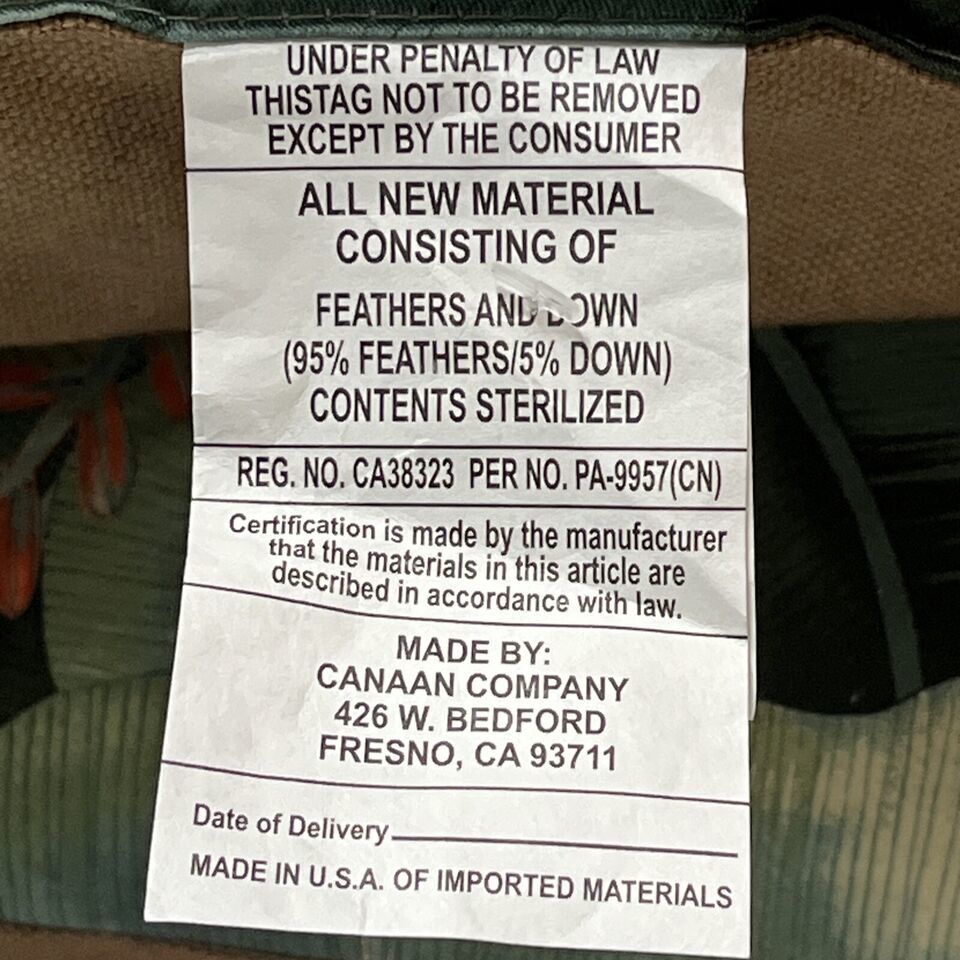 UNDER PENALTY OF LAW
THISTAG NOT TO BE REMOVED
EXCEPT BY THE CONSUMER
ALL NEW MATERIAL
CONSISTING OF
FEATHERS AND DOWN
(95% FEATHERS/5% DOWN)
CONTENTS STERILIZED
REG. NO. CA38323 PER NO. PA-9957(CN)
Certification is made by the manufacturer
that the materials in this article are
described in accordance with law.
MADE BY:
CANAAN COMPANY
426 W. BEDFORD
FRESNO, CA 93711
Date of Delivery
MADE IN U.S.A. OF IMPORTED MATERIALS